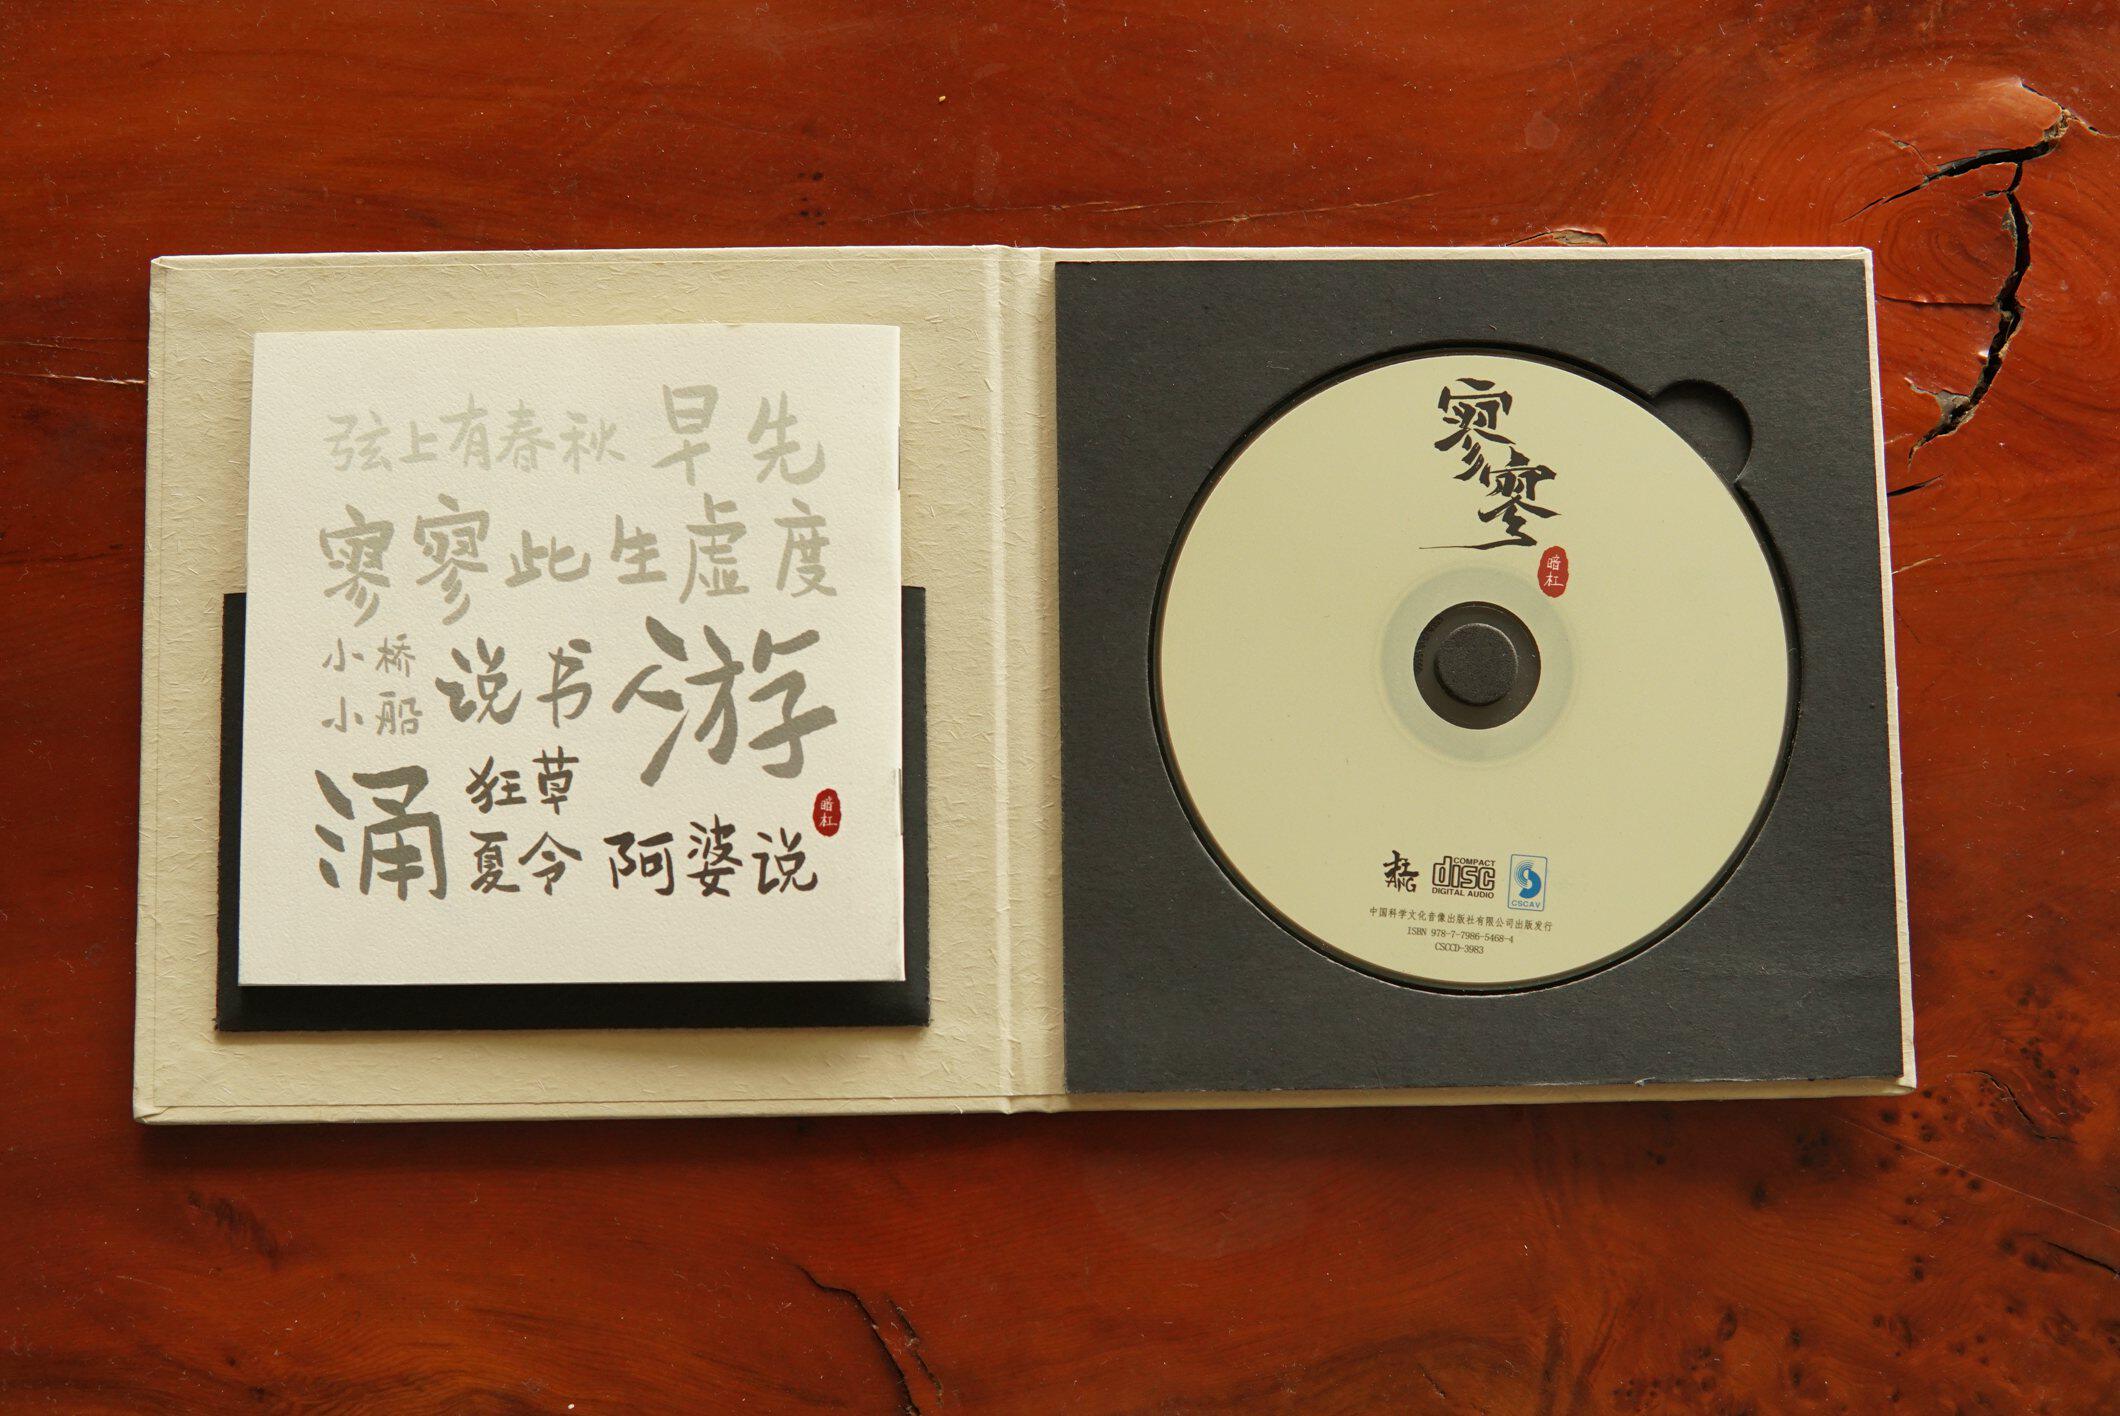 弦上有春秋 早先
寥寥 此生虚度
小桥
小船
说书人 游
涌
狂草
夏令
阿婆说
暗杠
寥寥
暗杠
杠
ANG
COMPACT
disc
DIGITAL AUDIO
CSCAV
中国科学文化音像出版社有限公司出版发行
ISBN 978-7-7986-5468-4
CSCCD-3983